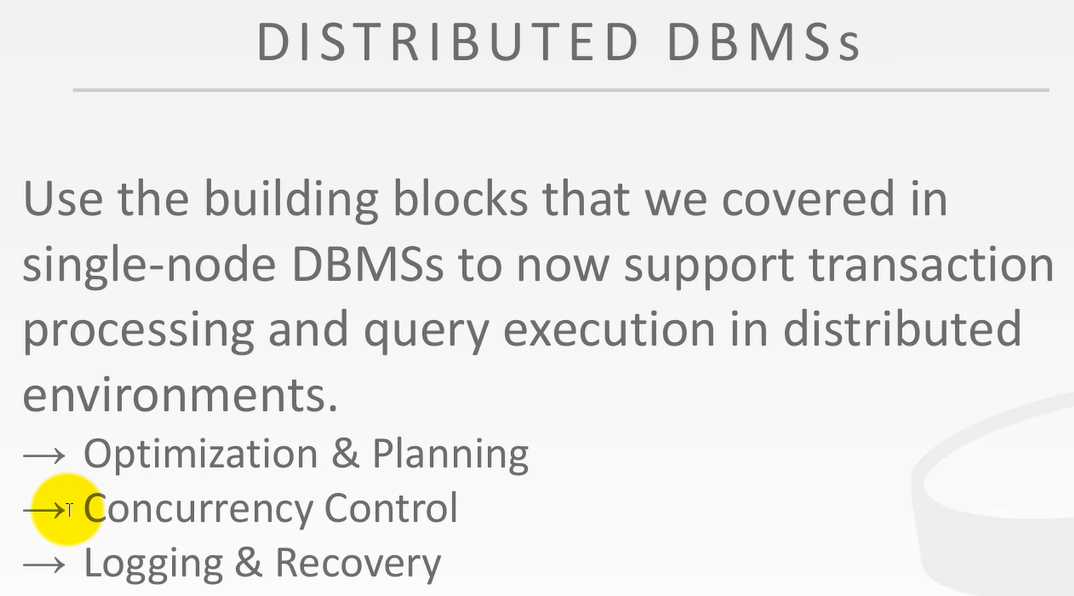 DISTRIBUTED DBMSs
Use the building blocks that we covered in
single-node DBMSs to now support transaction
processing and query execution in distributed
environments.
→ Optimization & Planning
→ Concurrency Control
→ Logging & Recovery